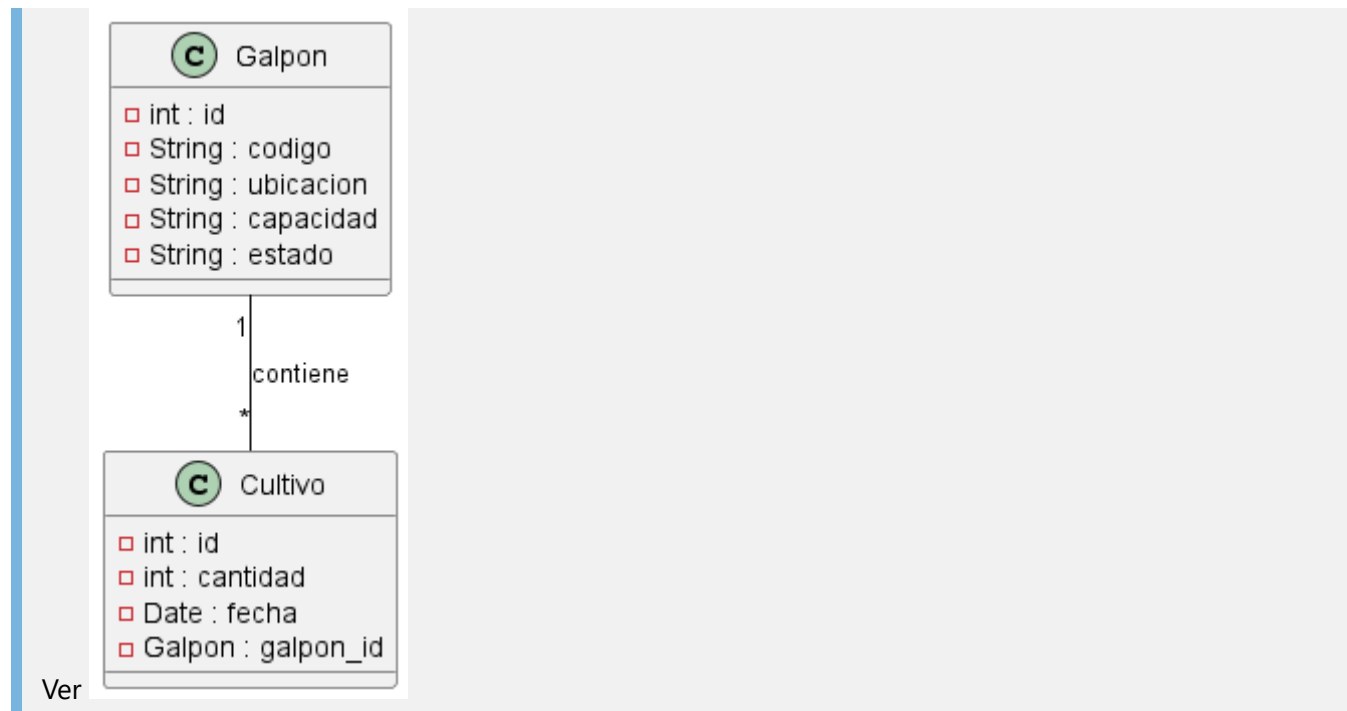 C Galpon
int : id
String : codigo
String : ubicacion
String : capacidad
String : estado
1
contiene
*
C Cultivo
int : id
int : cantidad
Date : fecha
Galpon : galpon_id
Ver